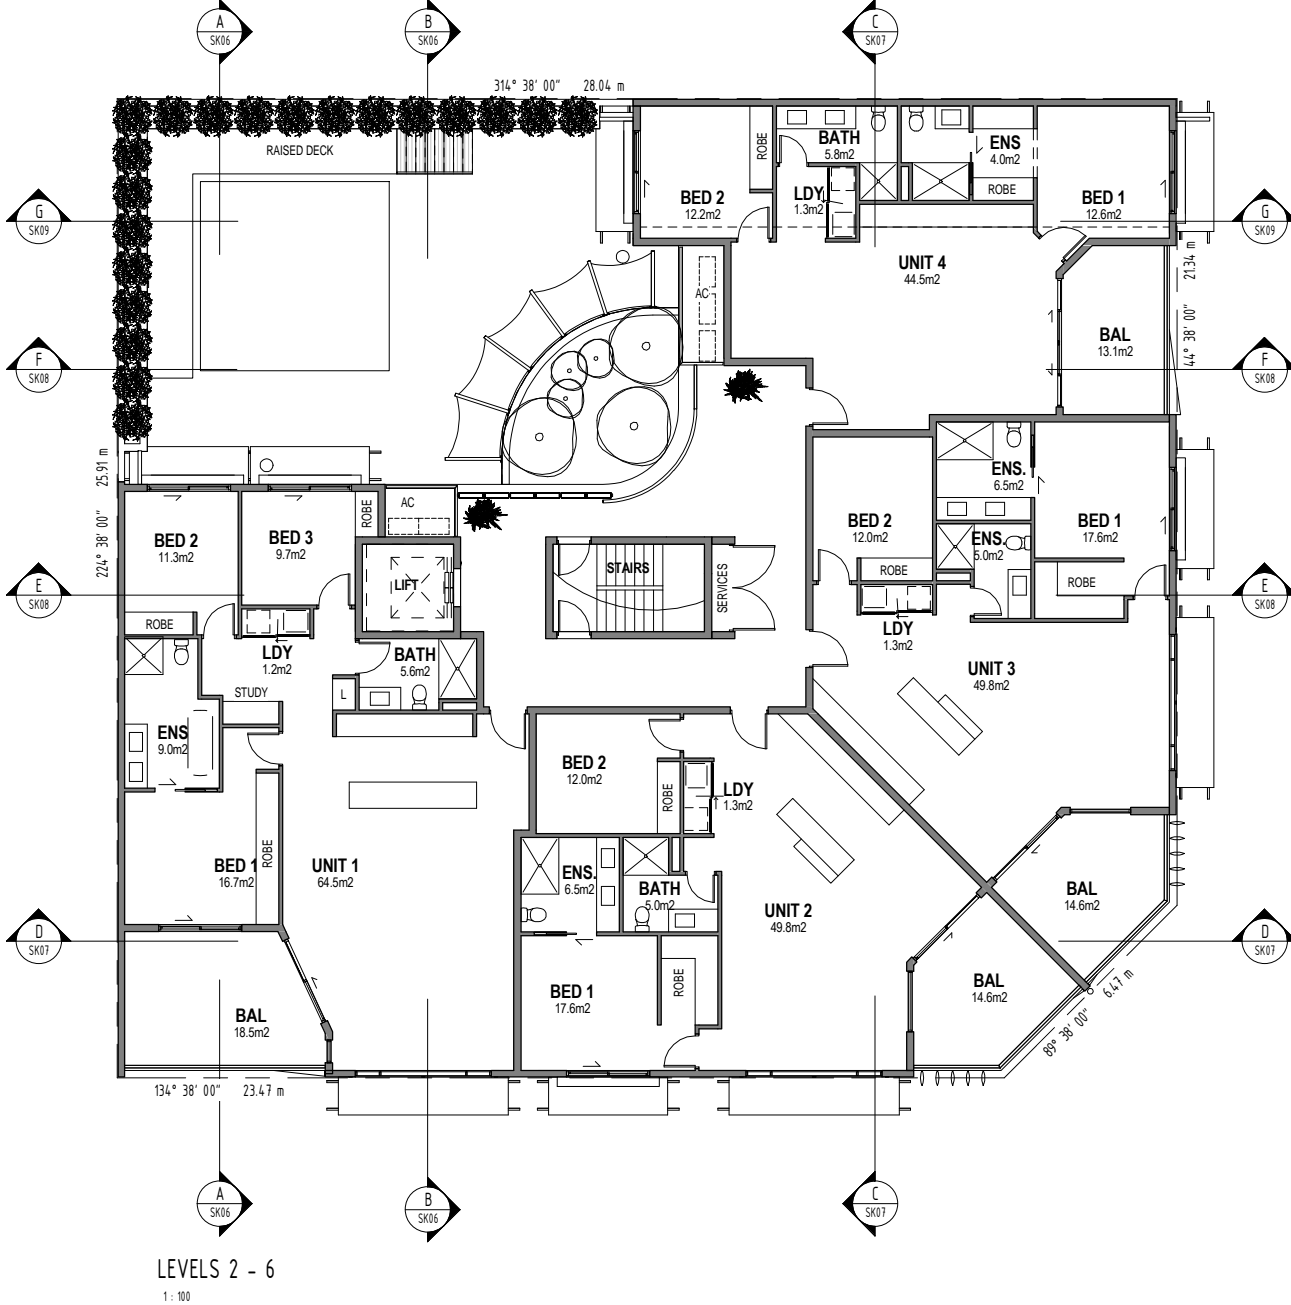 A
SK06
B
SK06
C
SK07
314° 38' 00" 28.04 m
RAISED DECK
ROBE
BATH
5.8m2
ENS
4.0m2
ROBE
BED 2
12.2m2
LDY
1.3m2
BED 1
12.6m2
G
SK09
G
SK09
UNIT 4
44.5m2
44° 38' 00" 21.34 m
AC
BAL
13.1m2
F
SK08
F
SK08
224° 38' 00" 25.91 m
ENS.
6.5m2
BED 2
11.3m2
BED 3
9.7m2
ROBE
AC
BED 2
12.0m2
ENS.
5.0m2
BED 1
17.6m2
LIFT
STAIRS
SERVICES
ROBE
ROBE
E
SK08
E
SK08
ROBE
LDY
1.2m2
BATH
5.6m2
LDY
1.3m2
STUDY
L
UNIT 3
49.8m2
ENS
9.0m2
BED 2
12.0m2
ROBE
LDY
1.3m2
BED 1
16.7m2
ROBE
UNIT 1
64.5m2
ENS.
6.5m2
BATH
5.0m2
UNIT 2
49.8m2
BAL
14.6m2
D
SK07
D
SK07
BED 1
17.6m2
ROBE
BAL
14.6m2
BAL
18.5m2
89° 38' 00" 6.47 m
134° 38' 00" 23.47 m
A
SK06
B
SK06
C
SK07
LEVELS 2 - 6
1 : 100